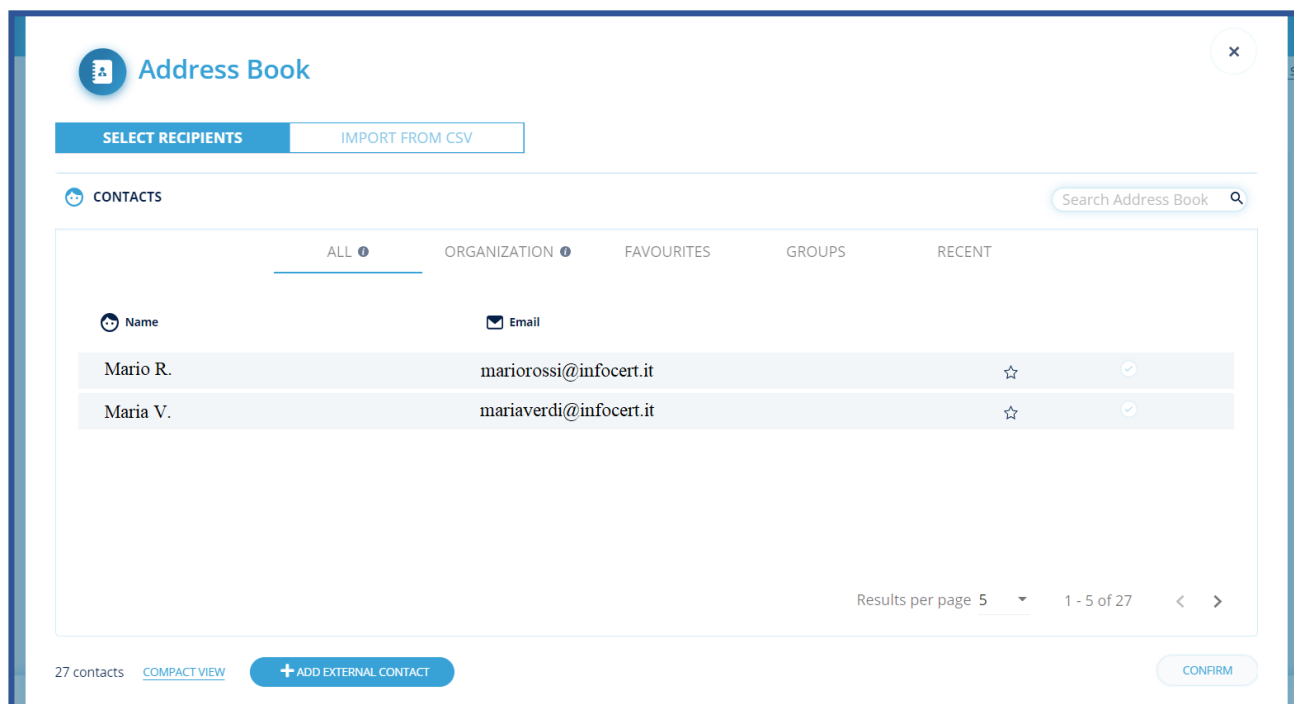 Address Book
SELECT RECIPIENTS IMPORT FROM CSV
CONTACTS Search Address Book
ALL ORGANIZATION FAVOURITES GROUPS RECENT
Name Email
Mario R. mariorossi@infocert.it
Maria V. mariaverdi@infocert.it
Results per page 5 1 - 5 of 27
27 contacts COMPACT VIEW + ADD EXTERNAL CONTACT CONFIRM